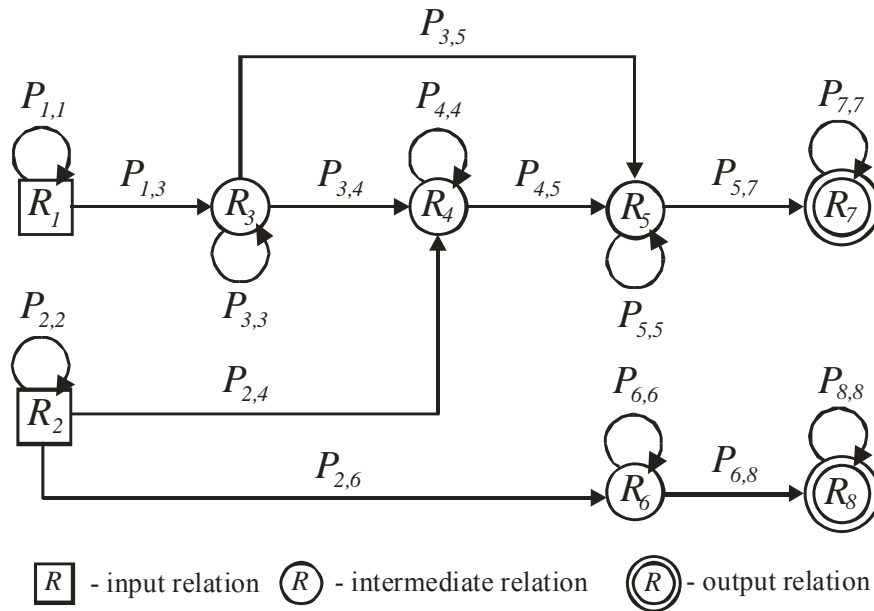 P3,5
P1,1
P4,4
P7,7
P1,3
P3,4
P4,5
P5,7
R1
R3
R4
R5
R7
P3,3
P5,5
P2,2
P2,4
P6,6
P8,8
R2
P2,6
P6,8
R6
R8
R - input relation
R - intermediate relation
R - output relation